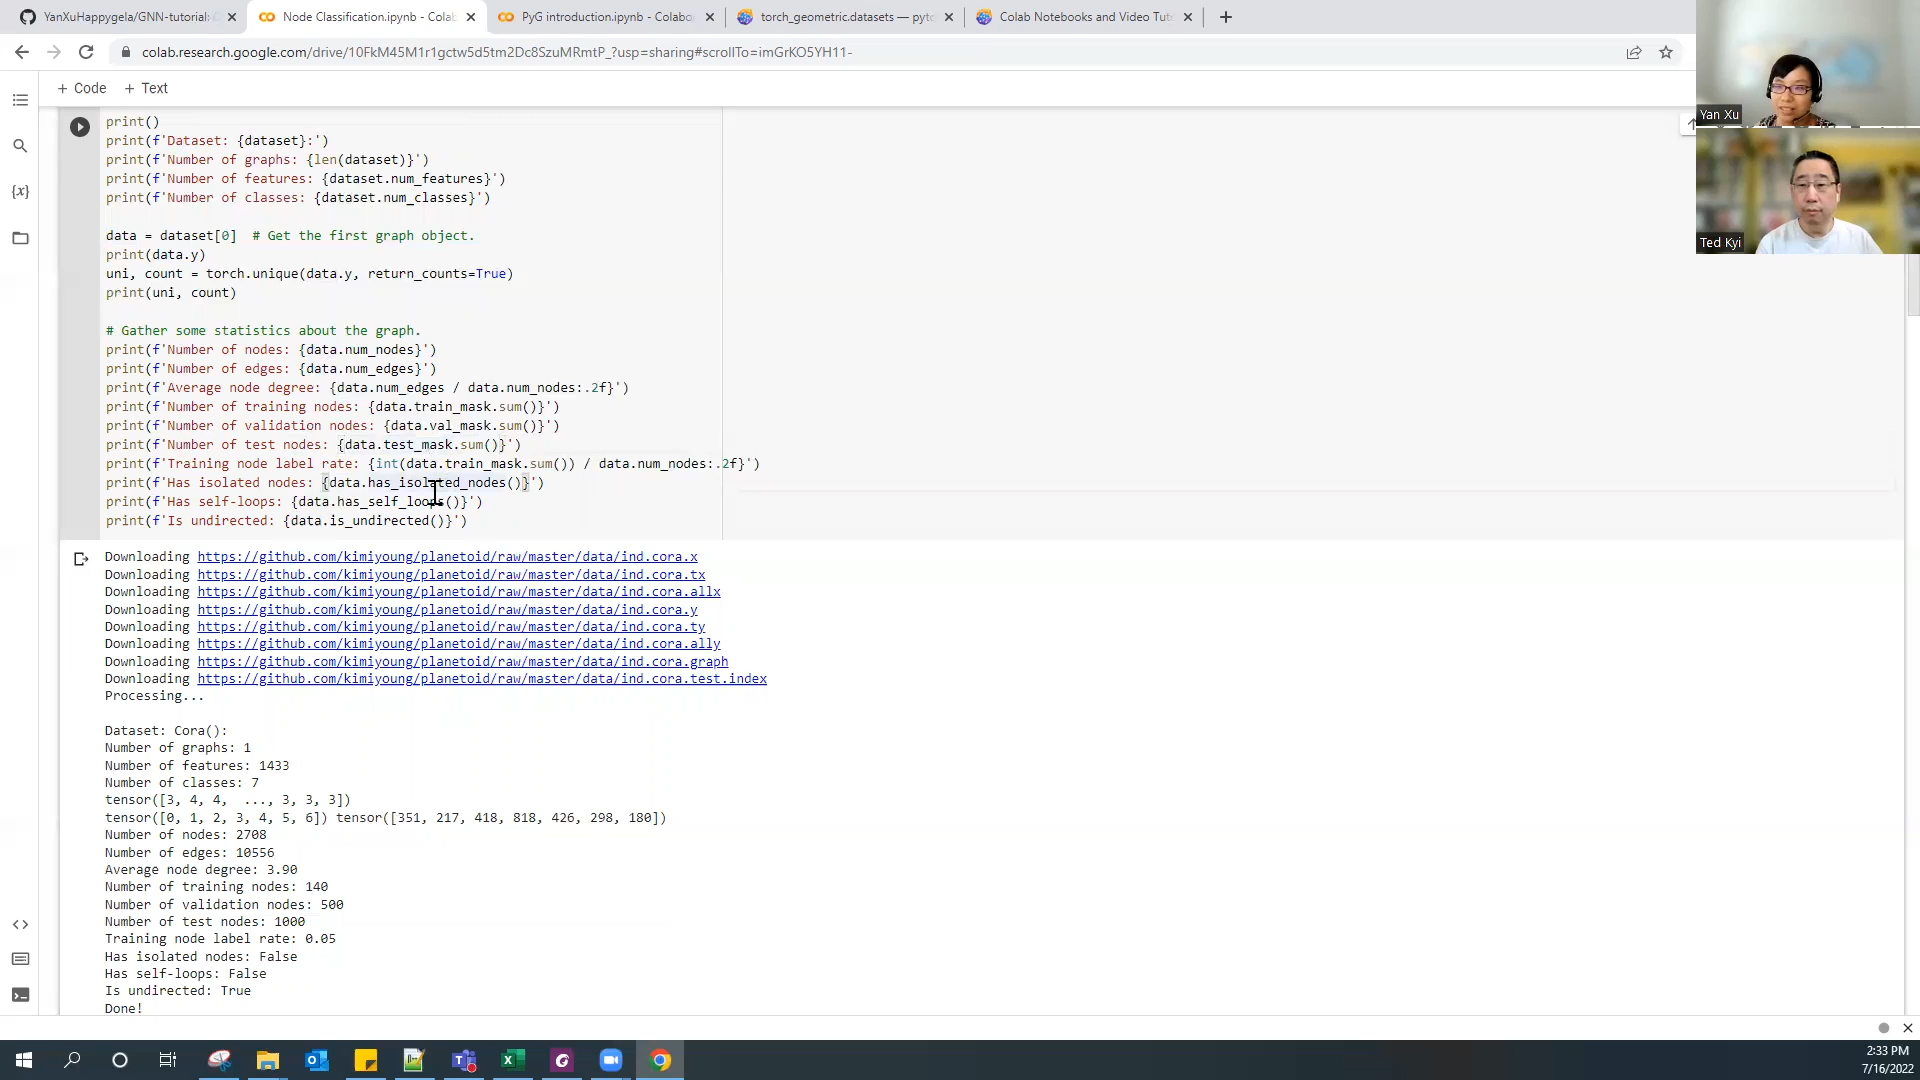 YanXuHappygela/GNN-tutorial:
Node Classification.ipynb - Colab
PyG introduction.ipynb - Colabo
torch_geometric.datasets — pyto
Colab Notebooks and Video Tuto
colab.research.google.com/drive/10FkM45M1r1gctw5d5tm2Dc8SzuMRmtP_?usp=sharing#scrollTo=imGrKO5YH11-
+ Code + Text
Yan Xu
Ted Kyi
print()
print(f'Dataset: {dataset}:')
print(f'Number of graphs: {len(dataset)}')
print(f'Number of features: {dataset.num_features}')
print(f'Number of classes: {dataset.num_classes}')
data = dataset[0]  # Get the first graph object.
print(data.y)
uni, count = torch.unique(data.y, return_counts=True)
print(uni, count)
# Gather some statistics about the graph.
print(f'Number of nodes: {data.num_nodes}')
print(f'Number of edges: {data.num_edges}')
print(f'Average node degree: {data.num_edges / data.num_nodes:.2f}')
print(f'Number of training nodes: {data.train_mask.sum()}')
print(f'Number of validation nodes: {data.val_mask.sum()}')
print(f'Number of test nodes: {data.test_mask.sum()}')
print(f'Training node label rate: {int(data.train_mask.sum()) / data.num_nodes:.2f}')
print(f'Has isolated nodes: {data.has_isolated_nodes()}')
print(f'Has self-loops: {data.has_self_loops()}')
print(f'Is undirected: {data.is_undirected()}')
Downloading https://github.com/kimiyoung/planetoid/raw/master/data/ind.cora.x
Downloading https://github.com/kimiyoung/planetoid/raw/master/data/ind.cora.tx
Downloading https://github.com/kimiyoung/planetoid/raw/master/data/ind.cora.allx
Downloading https://github.com/kimiyoung/planetoid/raw/master/data/ind.cora.y
Downloading https://github.com/kimiyoung/planetoid/raw/master/data/ind.cora.ty
Downloading https://github.com/kimiyoung/planetoid/raw/master/data/ind.cora.ally
Downloading https://github.com/kimiyoung/planetoid/raw/master/data/ind.cora.graph
Downloading https://github.com/kimiyoung/planetoid/raw/master/data/ind.cora.test.index
Processing...
Dataset: Cora():
Number of graphs: 1
Number of features: 1433
Number of classes: 7
tensor([3, 4, 4,  ..., 3, 3, 3])
tensor([0, 1, 2, 3, 4, 5, 6]) tensor([351, 217, 418, 818, 426, 298, 180])
Number of nodes: 2708
Number of edges: 10556
Average node degree: 3.90
Number of training nodes: 140
Number of validation nodes: 500
Number of test nodes: 1000
Training node label rate: 0.05
Has isolated nodes: False
Has self-loops: False
Is undirected: True
Done!
2:33 PM
7/16/2022